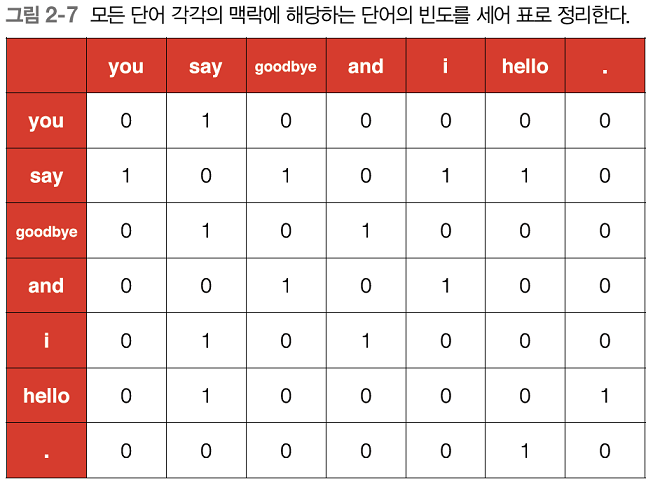 그림 2-7 모든 단어 각각의 맥락에 해당하는 단어의 빈도를 세어 표로 정리한다.
you say goodbye and i hello .
you 0 1 0 0 0 0 0
say 1 0 1 0 1 1 0
goodbye 0 1 0 1 0 0 0
and 0 0 1 0 1 0 0
i 0 1 0 1 0 0 0
hello 0 1 0 0 0 0 1
. 0 0 0 0 0 1 0